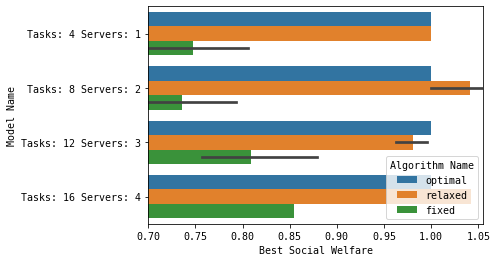 Model Name
Tasks: 4 Servers: 1
Tasks: 8 Servers: 2
Tasks: 12 Servers: 3
Tasks: 16 Servers: 4
Algorithm Name
optimal
relaxed
fixed
0.70 0.75 0.80 0.85 0.90 0.95 1.00 1.05
Best Social Welfare